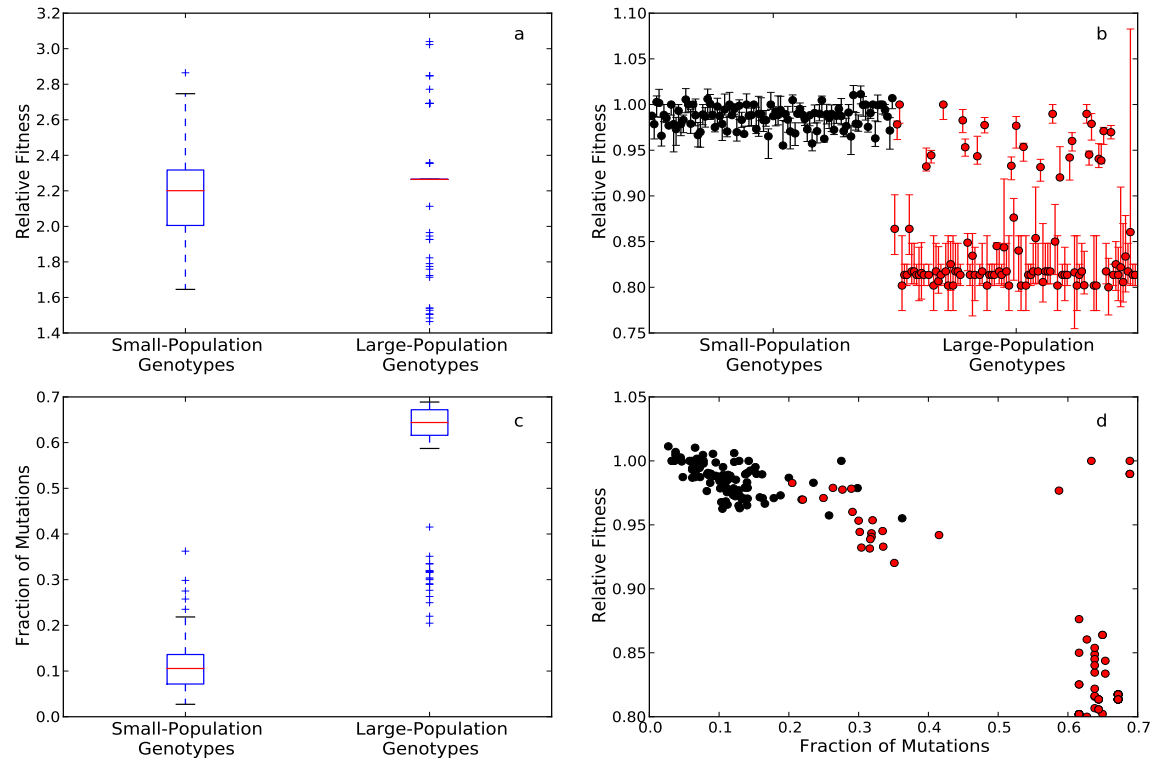 3.2
3.0
2.8
2.6
2.4
2.2
2.0
1.8
1.6
1.4
Relative Fitness
a
Small-Population
Genotypes
Large-Population
Genotypes
1.10
1.05
1.00
0.95
0.90
0.85
0.80
0.75
Relative Fitness
b
Small-Population
Genotypes
Large-Population
Genotypes
0.7
0.6
0.5
0.4
0.3
0.2
0.1
0.0
Fraction of Mutations
c
Small-Population
Genotypes
Large-Population
Genotypes
1.05
1.00
0.95
0.90
0.85
0.80
Relative Fitness
d
0.0 0.1 0.2 0.3 0.4 0.5 0.6 0.7
Fraction of Mutations